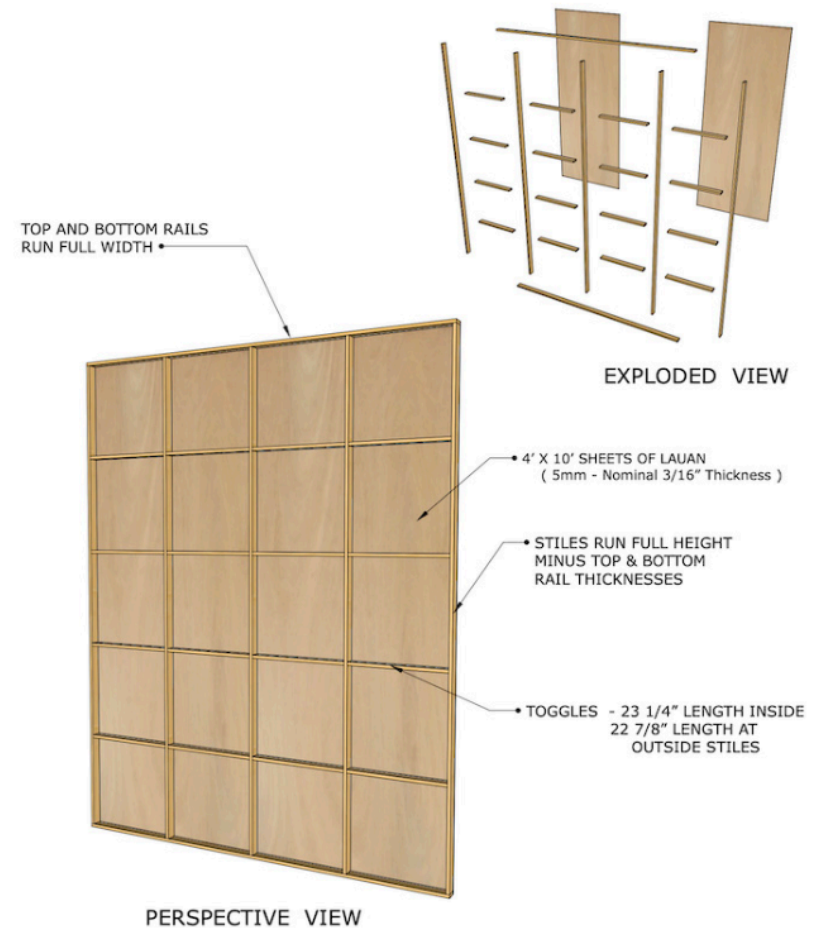 EXPLODED VIEW
TOP AND BOTTOM RAILS
RUN FULL WIDTH
4' X 10' SHEETS OF LAUAN
( 5mm - Nominal 3/16" Thickness )
STILES RUN FULL HEIGHT
MINUS TOP & BOTTOM
RAIL THICKNESSES
TOGGLES - 23 1/4" LENGTH INSIDE
22 7/8" LENGTH AT
OUTSIDE STILES
PERSPECTIVE VIEW